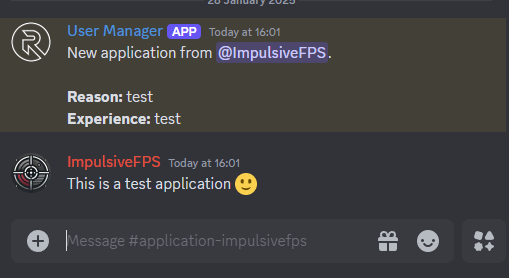 28 January 2025
User Manager APP Today at 16:01
New application from @ImpulsiveFPS.
Reason: test
Experience: test
ImpulsiveFPS Today at 16:01
This is a test application 🙂
Message #application-impulsivefps